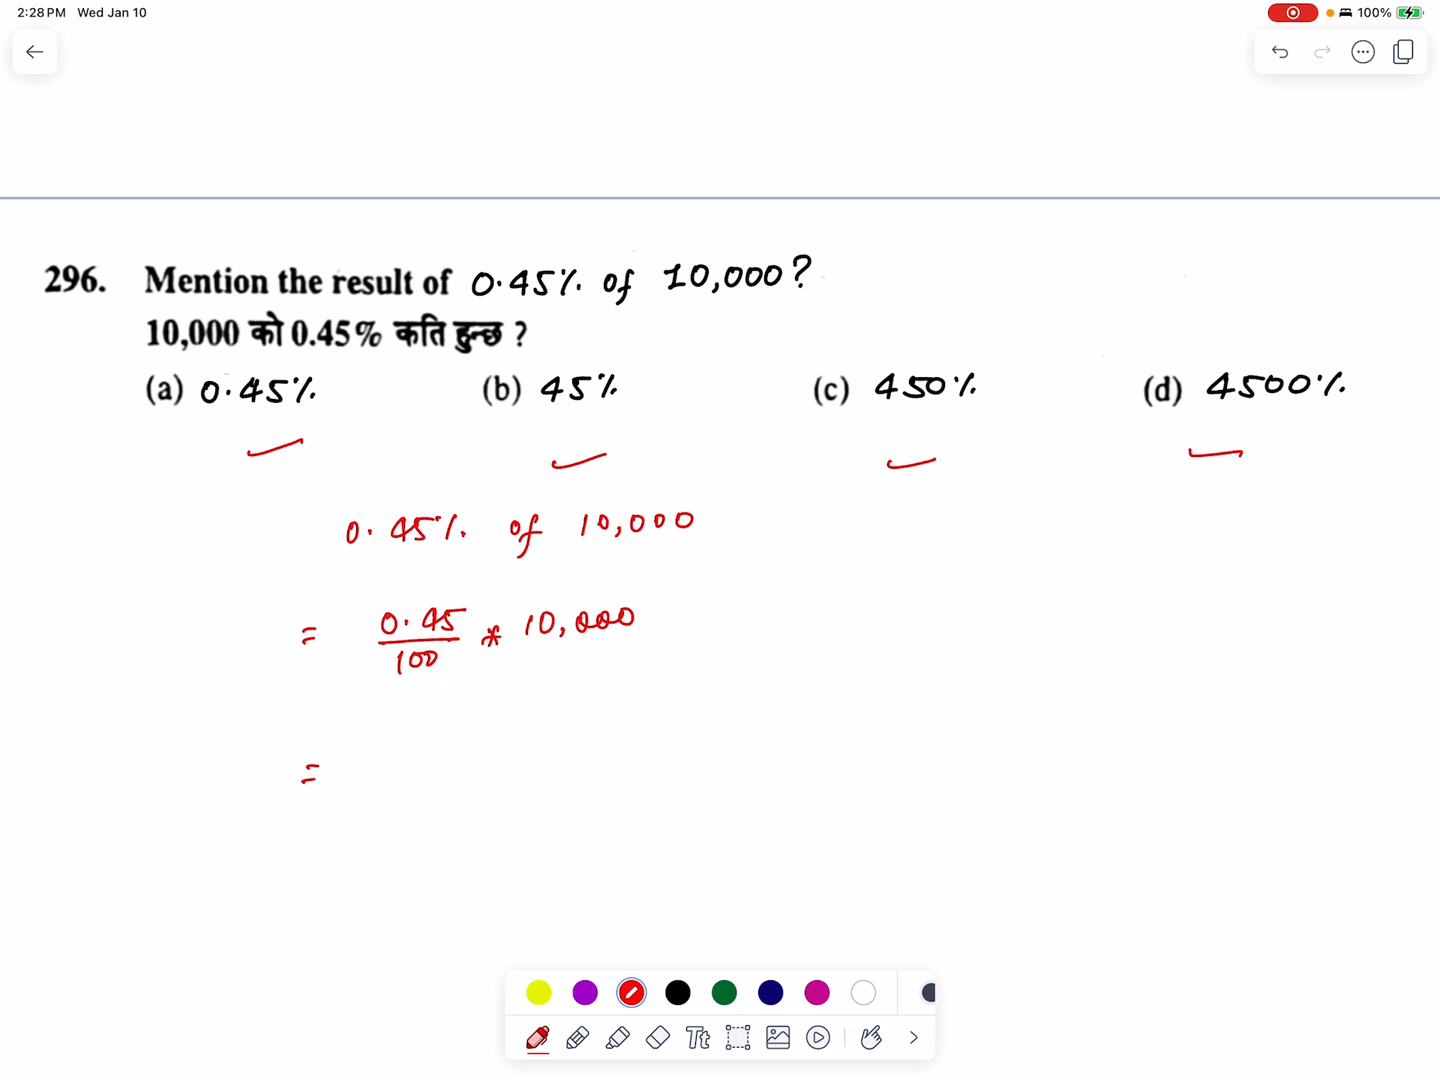 2:28 PM Wed Jan 10 100%
296. Mention the result of 0.45% of 10,000?
10,000 को 0.45% कति हुन्छ ?
(a) 0.45% (b) 45% (c) 450% (d) 4500%
0.45% of 10,000
= 0.45/100 * 10,000
=
Tt